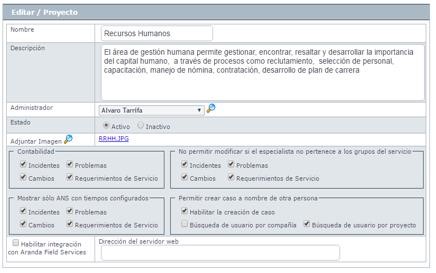 Editar / Proyecto
Nombre
Recursos Humanos
Descripción
El área de gestión humana permite gestionar, encontrar, resaltar y desarrollar la importancia
del capital humano, a través de procesos como reclutamiento, selección de personal,
capacitación, manejo de nómina, contratación, desarrollo de plan de carrera
Administrador
Alvaro Tarrifa
Estado
Activo Inactivo
Adjuntar Imagen RRHH.JPG
Contabilidad
Incidentes Problemas
Cambios Requerimientos de Servicio
No permitir modificar si el especialista no pertenece a los grupos del servicio
Incidentes Problemas
Cambios Requerimientos de Servicio
Mostrar sólo ANS con tiempos configurados
Incidentes Problemas
Cambios Requerimientos de Servicio
Permitir crear caso a nombre de otra persona
Habilitar la creación de caso
Búsqueda de usuario por compañía Búsqueda de usuario por proyecto
Habilitar integración
con Aranda Field Services
Dirección del servidor web